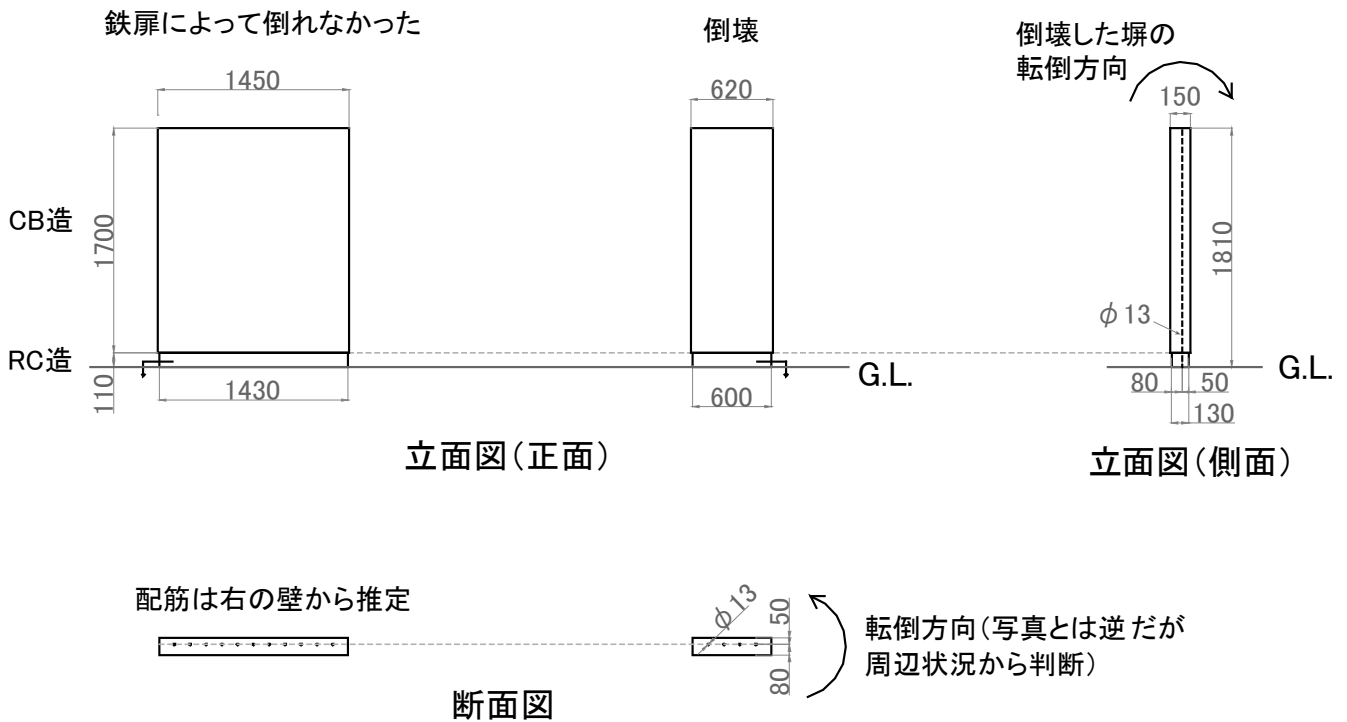 鉄扉によって倒れなかった
倒壊
倒壊した塀の
転倒方向
1450
620
150
CB造
1700
1810
φ13
RC造
110
1430
600
G.L.
80
50
130
G.L.
立面図(正面)
立面図(側面)
配筋は右の壁から推定
φ13
50
80
転倒方向(写真とは逆だが
周辺状況から判断)
断面図